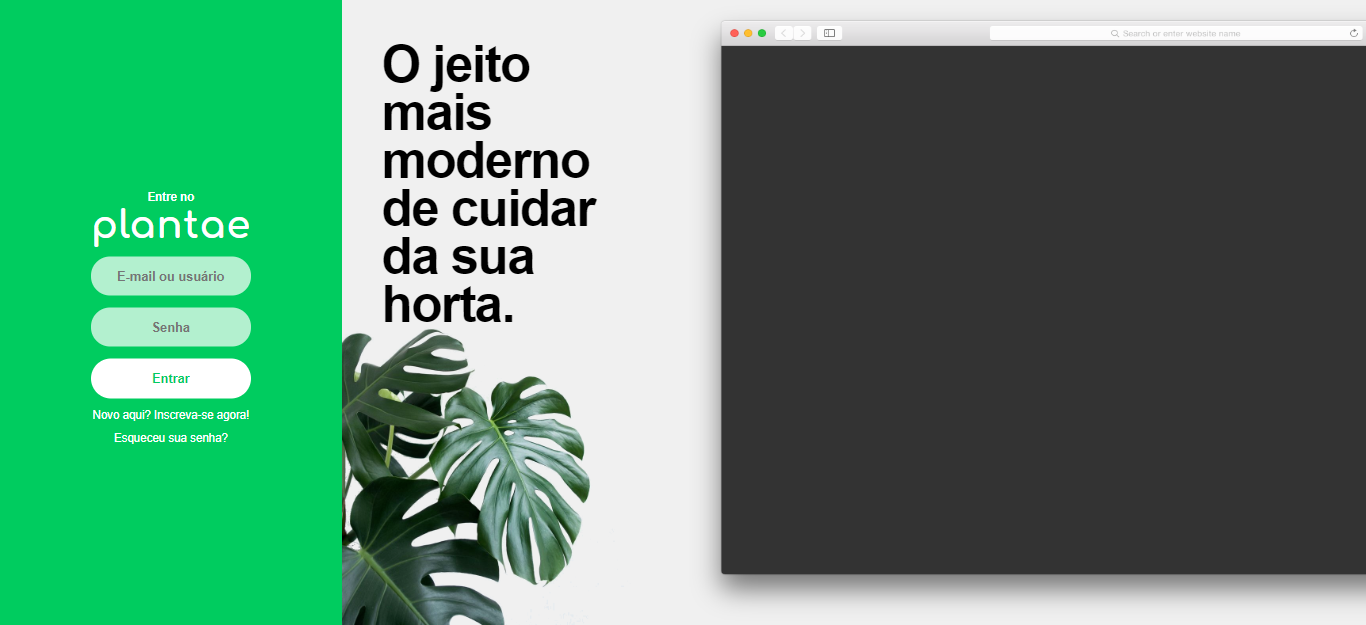 Entre no
plantae
E-mail ou usuário
Senha
Entrar
Novo aqui? Inscreva-se agora!
Esqueceu sua senha?
O jeito
mais
moderno
de cuidar
da sua
horta.
Search or enter website name